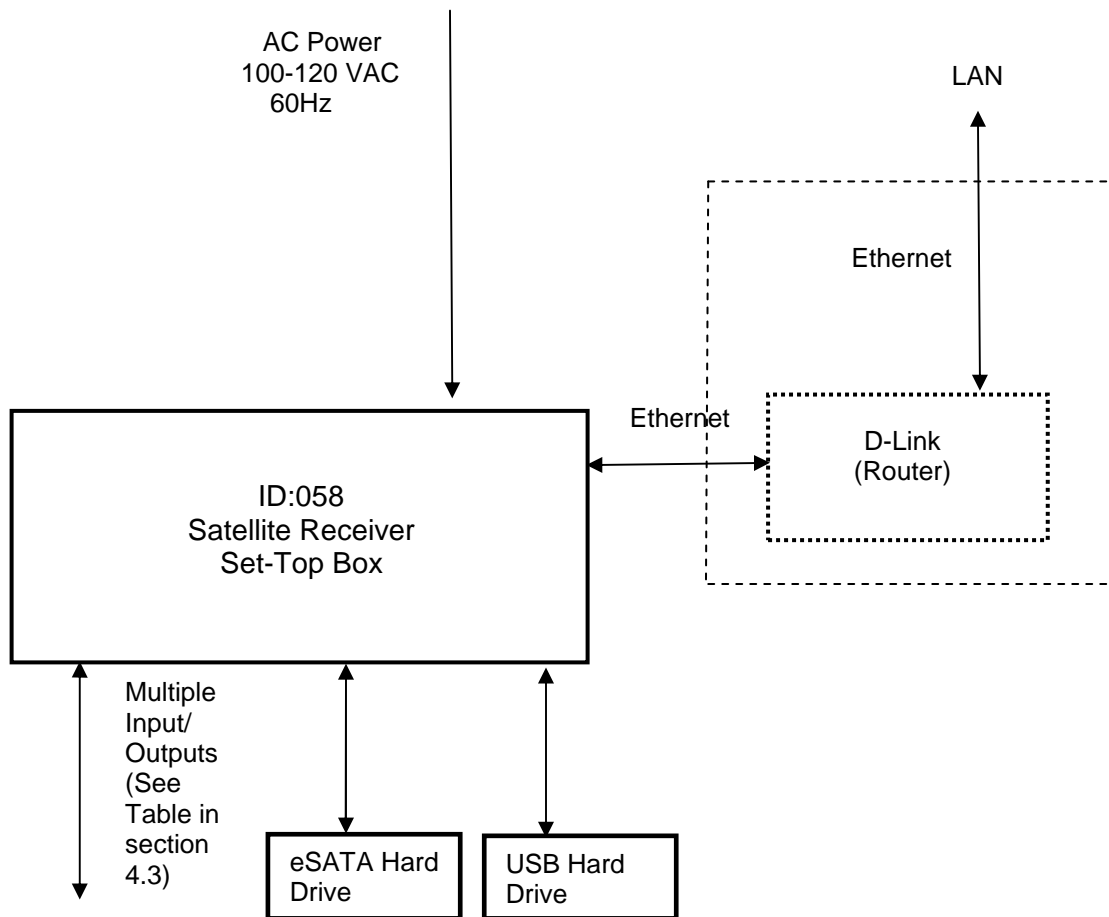 AC Power
100-120 VAC
60Hz
LAN
Ethernet
Ethernet
D-Link
(Router)
ID:058
Satellite Receiver
Set-Top Box
Multiple
Input/
Outputs
(See
Table in
section
4.3)
eSATA Hard
Drive
USB Hard
Drive